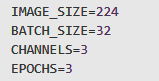 IMAGE_SIZE=224
BATCH_SIZE=32
CHANNELS=3
EPOCHS=3